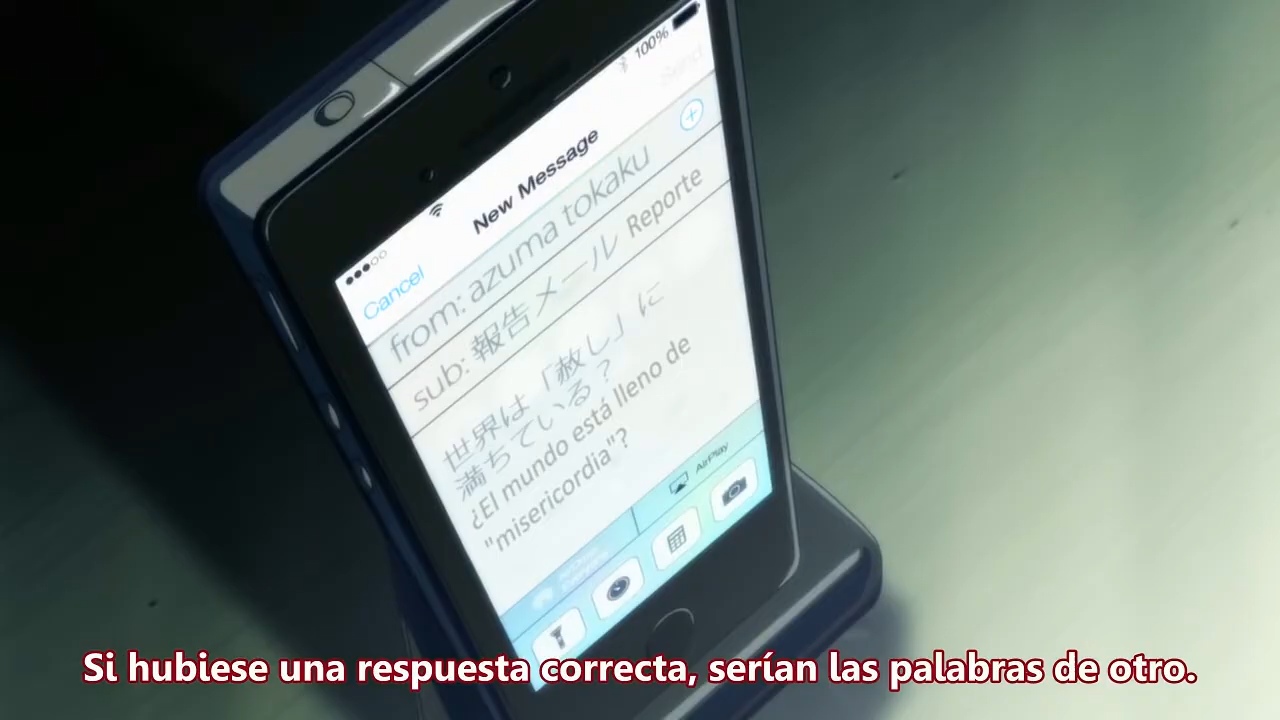 100%
New Message
Cancel
from: azuma tokaku
sub: 報告メール Reporte
世界は「赦し」に
満ちている?
¿El mundo está lleno de
"misericordia"?
AirPlay
Si hubiese una respuesta correcta, serían las palabras de otro.